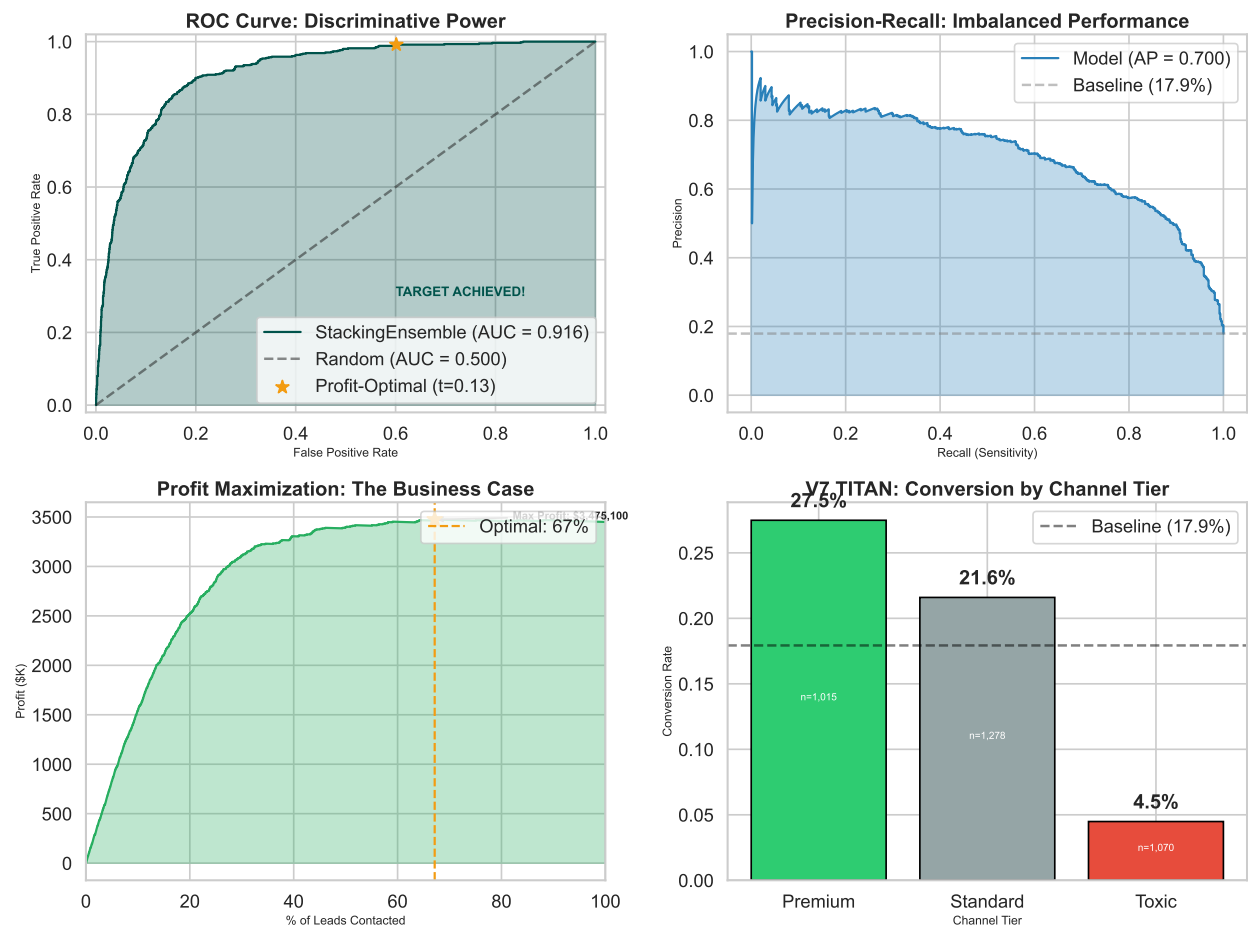 ROC Curve: Discriminative Power
1.0
0.8
0.6
0.4
0.2
0.0
True Positive Rate
TARGET ACHIEVED!
StackingEnsemble (AUC = 0.916)
Random (AUC = 0.500)
Profit-Optimal (t=0.13)
0.0 0.2 0.4 0.6 0.8 1.0
False Positive Rate
Precision-Recall: Imbalanced Performance
1.0
0.8
0.6
0.4
0.2
0.0
Precision
Model (AP = 0.700)
Baseline (17.9%)
0.0 0.2 0.4 0.6 0.8 1.0
Recall (Sensitivity)
Profit Maximization: The Business Case
3500
3000
2500
2000
1500
1000
500
0
Profit ($K)
Max Profit: $3,475,100
Optimal: 67%
0 20 40 60 80 100
% of Leads Contacted
V7 TITAN: Conversion by Channel Tier
0.25
0.20
0.15
0.10
0.05
0.00
Conversion Rate
Baseline (17.9%)
27.5%
21.6%
4.5%
n=1,015
n=1,278
n=1,070
Premium Standard Toxic
Channel Tier